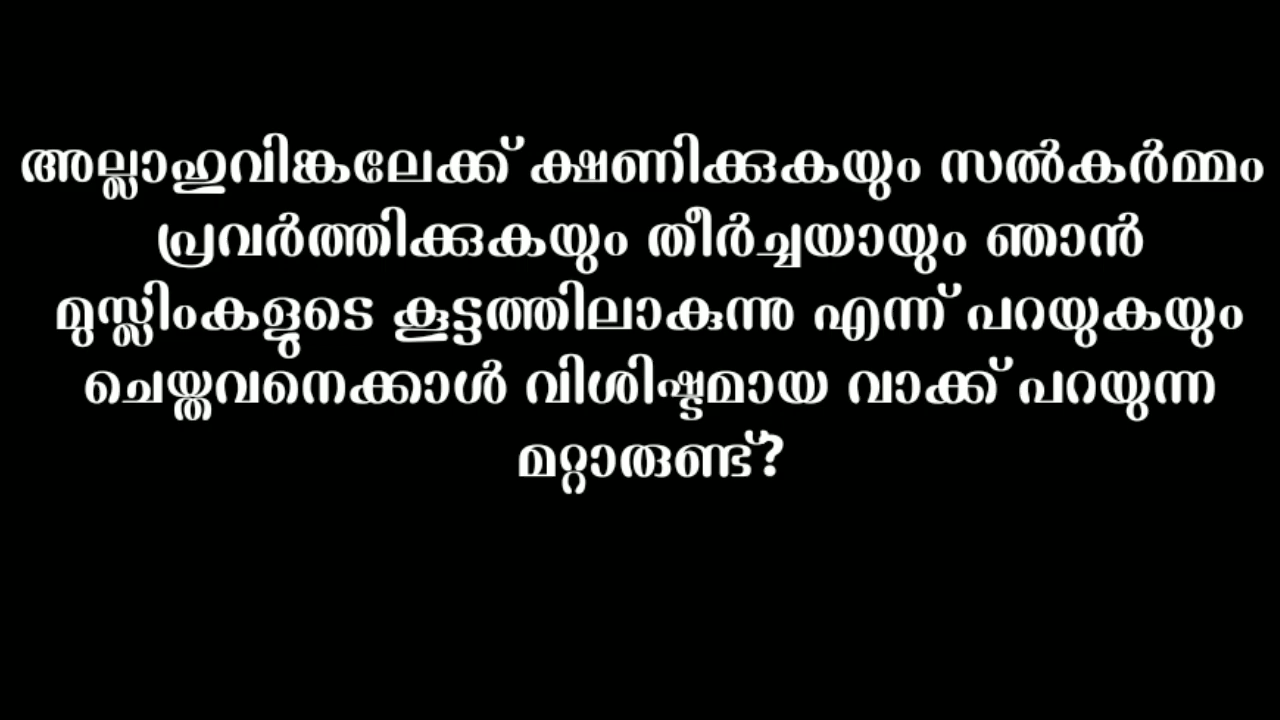 അല്ലാഹുവിങ്കലേക്ക് ക്ഷണിക്കുകയും സൽകർമ്മം
പ്രവർത്തിക്കുകയും തീർച്ചയായും ഞാൻ
മുസ്ലിംകളുടെ കൂട്ടത്തിലാകുന്നു എന്ന് പറയുകയും
ചെയ്തവനെക്കാൾ വിശിഷ്ടമായ വാക്ക് പറയുന്ന
മറ്റാരുണ്ട്?